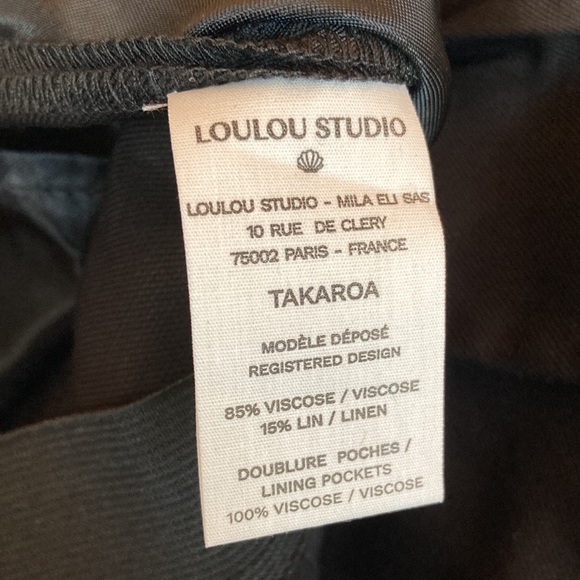 LOULOU STUDIO
LOULOU STUDIO - MILA ELI SAS
10 RUE DE CLERY
75002 PARIS - FRANCE
TAKAROA
MODÈLE DÉPOSÉ
REGISTERED DESIGN
85% VISCOSE / VISCOSE
15% LIN / LINEN
DOUBLURE POCHES /
LINING POCKETS
100% VISCOSE / VISCOSE